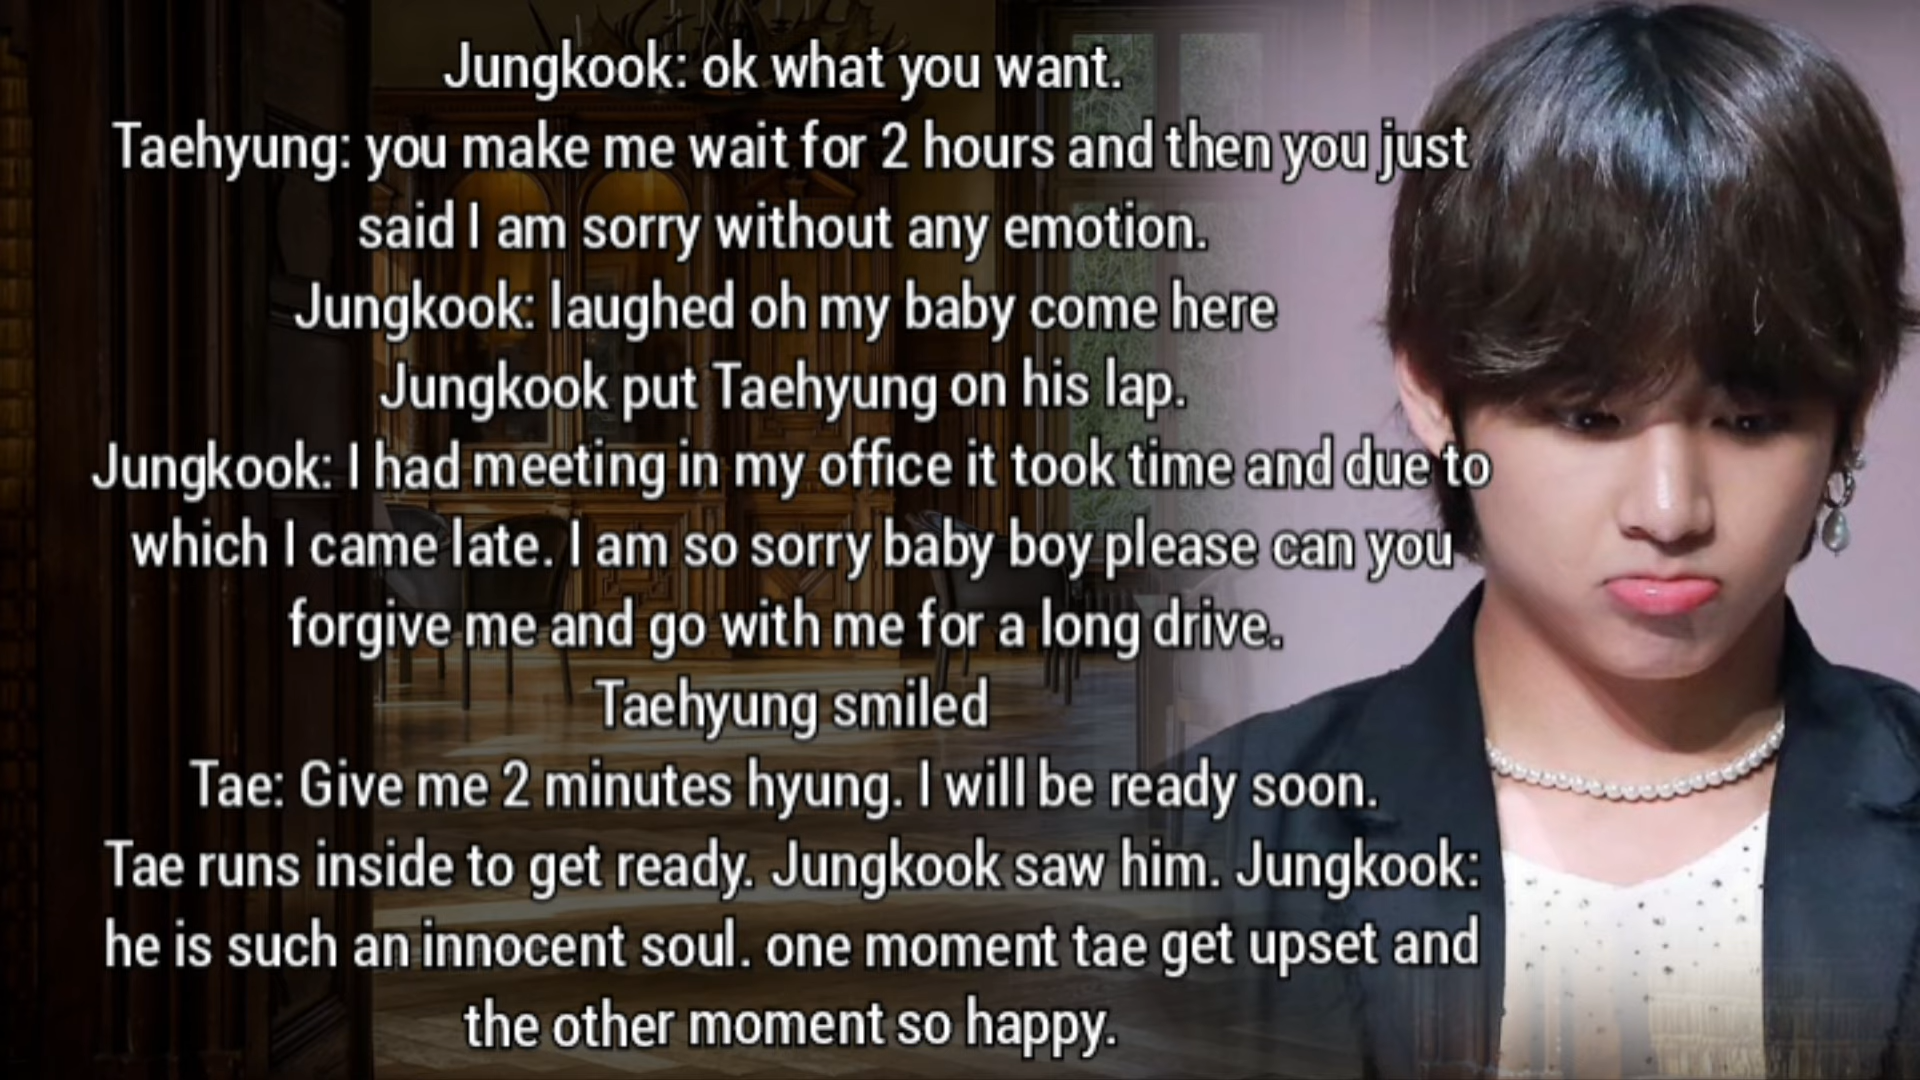 Jungkook: ok what you want.
Taehyung: you make me wait for 2 hours and then you just
said I am sorry without any emotion.
Jungkook: laughed oh my baby come here
Jungkook put Taehyung on his lap.
Jungkook: I had meeting in my office it took time and due to
which I came late. I am so sorry baby boy please can you
forgive me and go with me for a long drive.
Taehyung smiled
Tae: Give me 2 minutes hyung. I will be ready soon.
Tae runs inside to get ready. Jungkook saw him. Jungkook:
he is such an innocent soul. one moment tae get upset and
the other moment so happy.